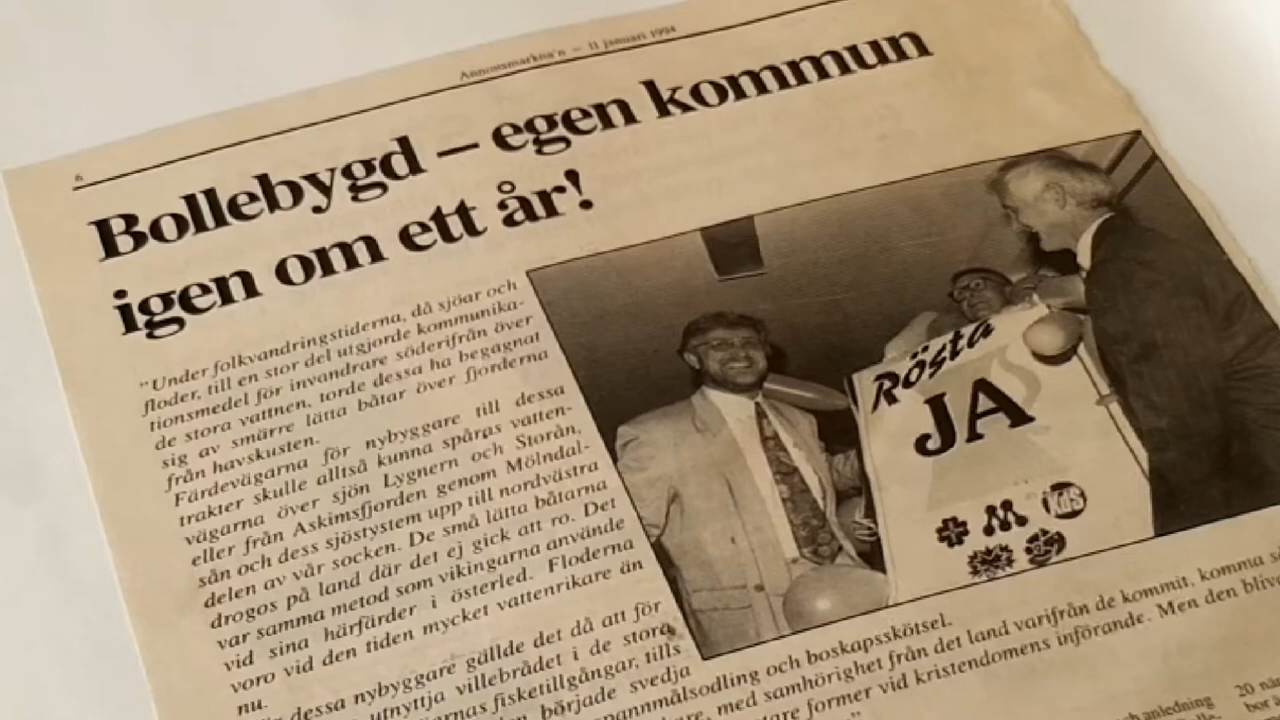 6
Annonsmarkna'n – 11 januari 1994
Bollebygd – egen kommun
igen om ett år!
"Under folkvandringstiderna, då sjöar och
floder, till en stor del utgjorde kommunika-
tionsmedel för invandrare söderifrån över
de stora vattnen, torde dessa ha begagnat
sig av smärre lätta båtar över fjorderna
från havskusten.
Färdevägarna för nybyggare till dessa
trakter skulle alltså kunna spåras vatten-
vägarna över sjön Lygnern och Storån,
eller från Askimsfjorden genom Mölndal-
sån och dess sjöstystem upp till nordvästra
delen av vår socken. De små lätta båtarna
drogos på land där det ej gick att ro. Det
var samma metod som vikingarna använde
vid sina härfärder i österled. Floderna
voro vid den tiden mycket vattenrikare än
nu.
dessa nybyggare gällde det då att för
utnyttja villebrådet i de stora
fisketillgångar, tills
började svedja
och boskapsskötsel.
med samhörighet från det land varifrån de kommit, komma
former vid kristendomens införande. Men den
Rösta
JA
M
KdS
anledning
20
bor